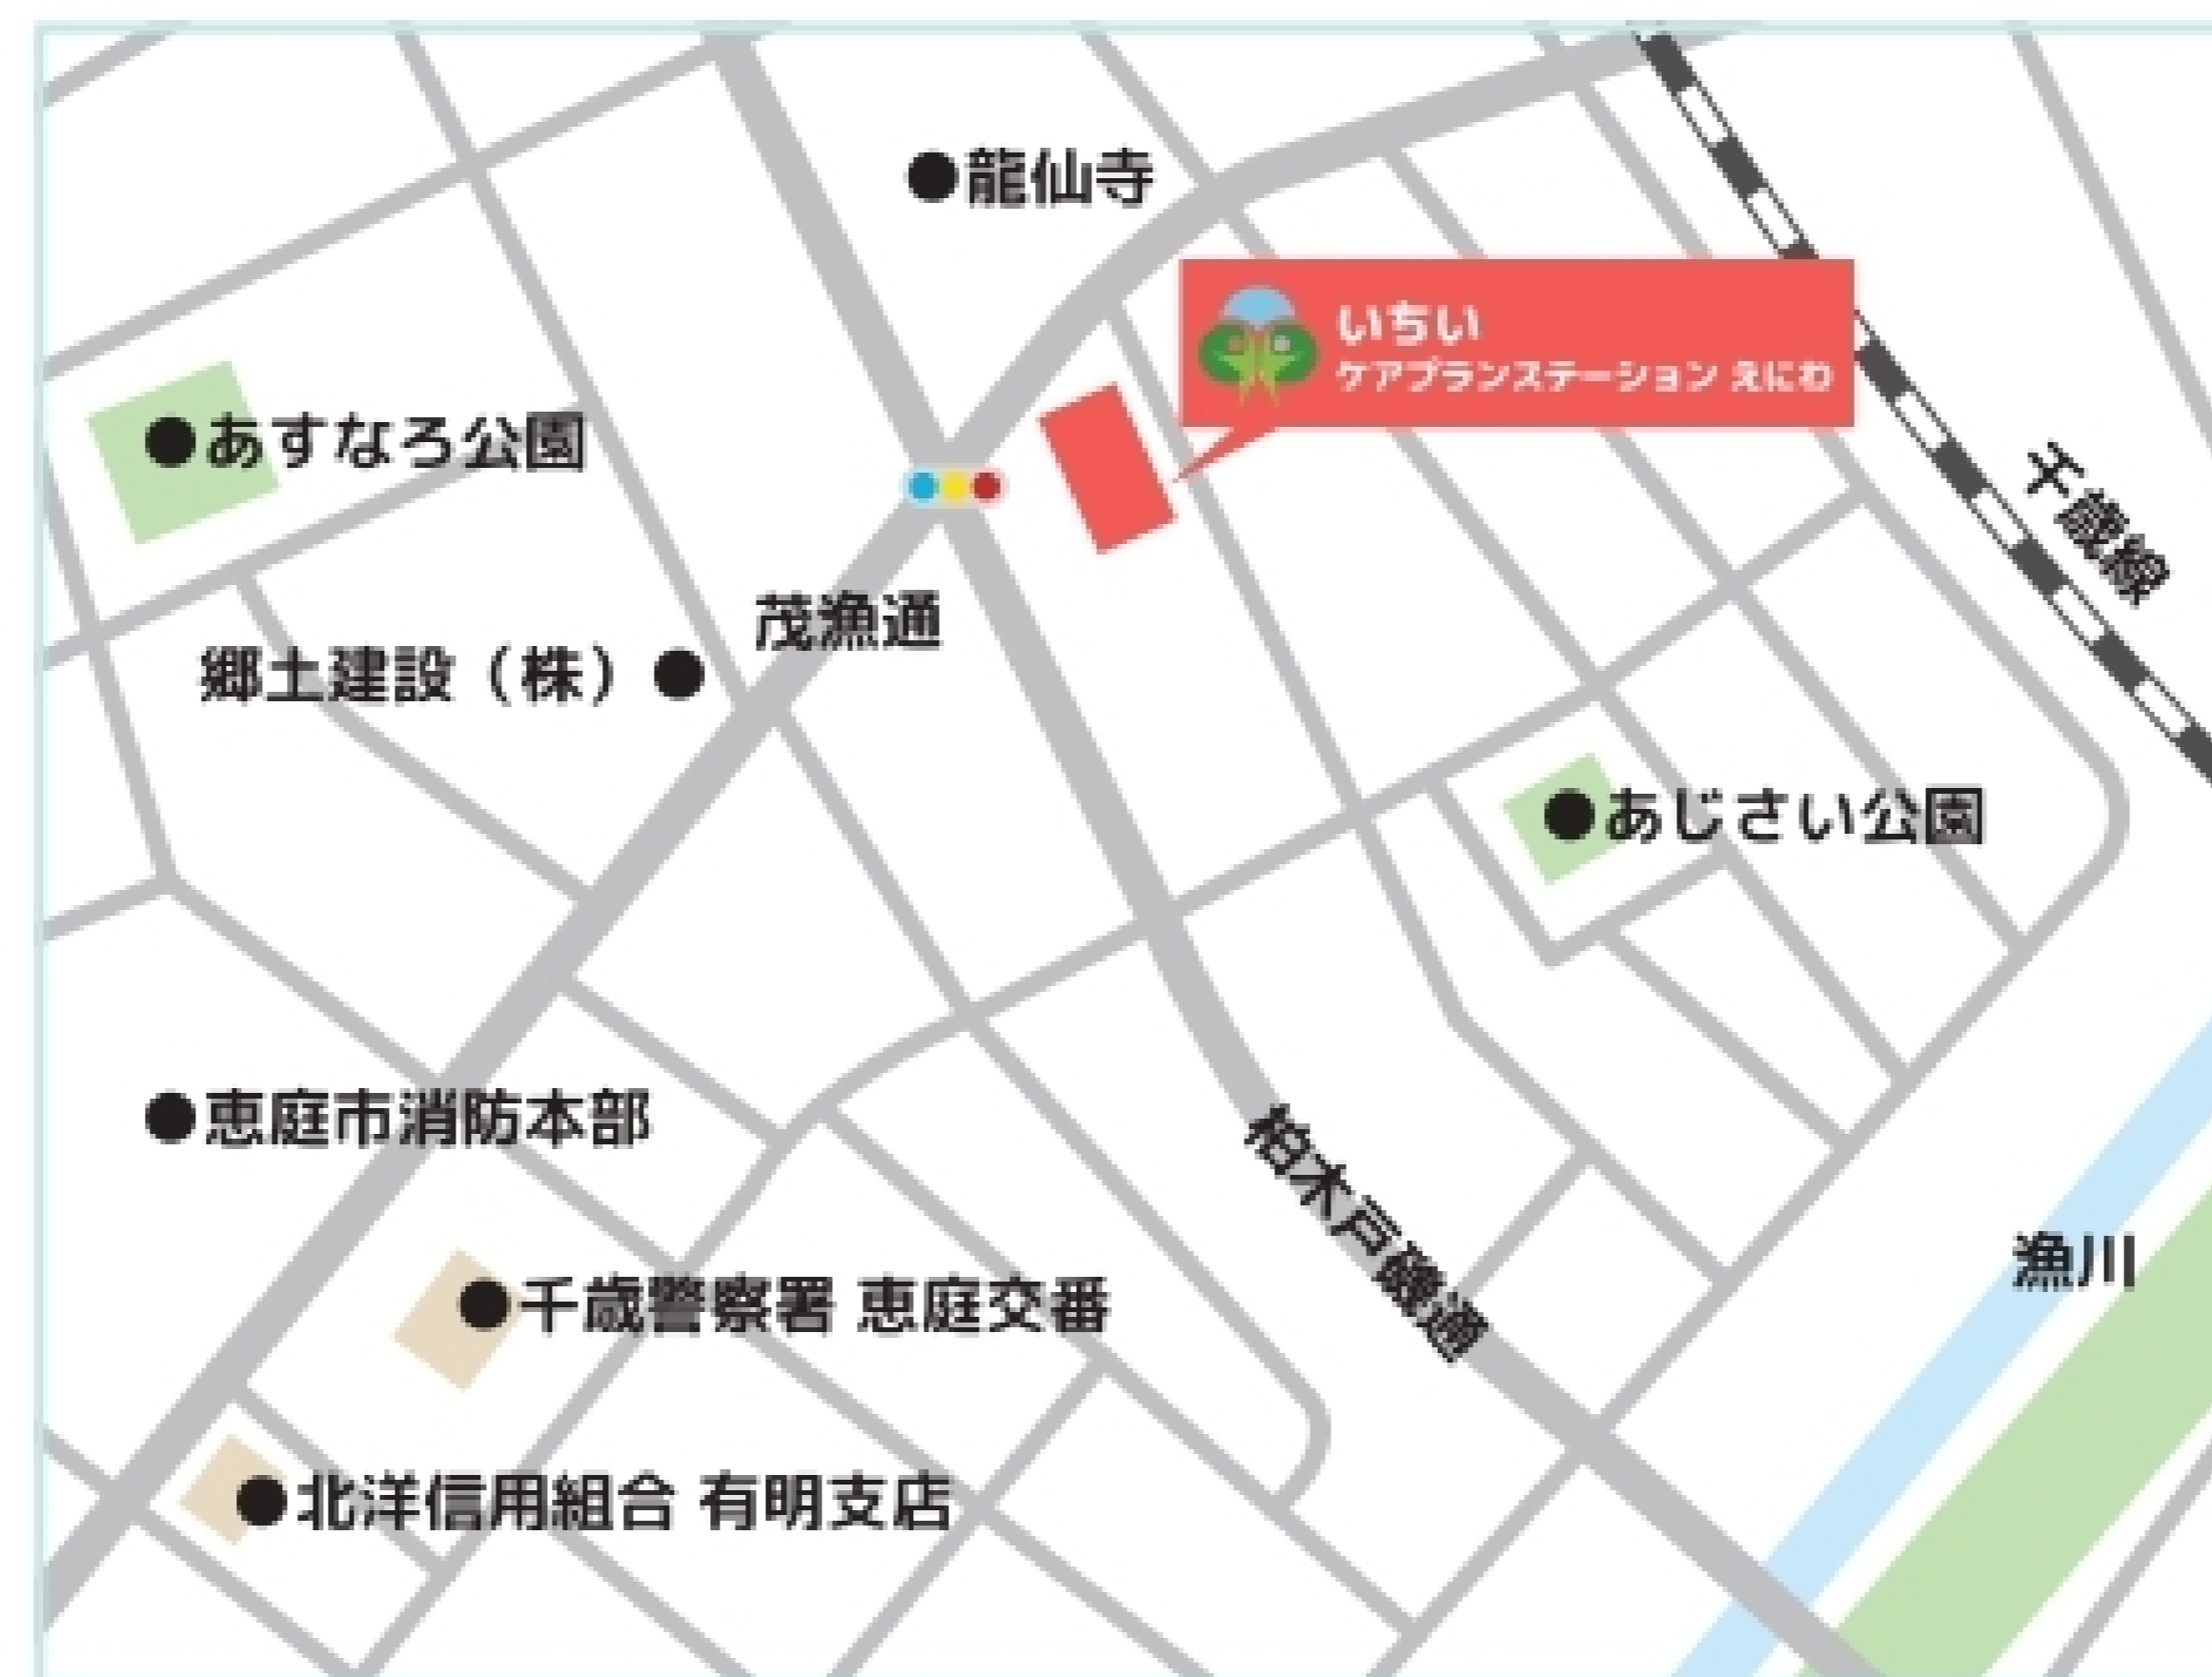 龍仙寺
いちい
ケアプランステーション えにわ
あすなろ公園
千歳線
茂漁通
郷土建設（株）
あじさい公園
恵庭市消防本部
柏木戸磯通
漁川
千歳警察署 恵庭交番
北洋信用組合 有明支店